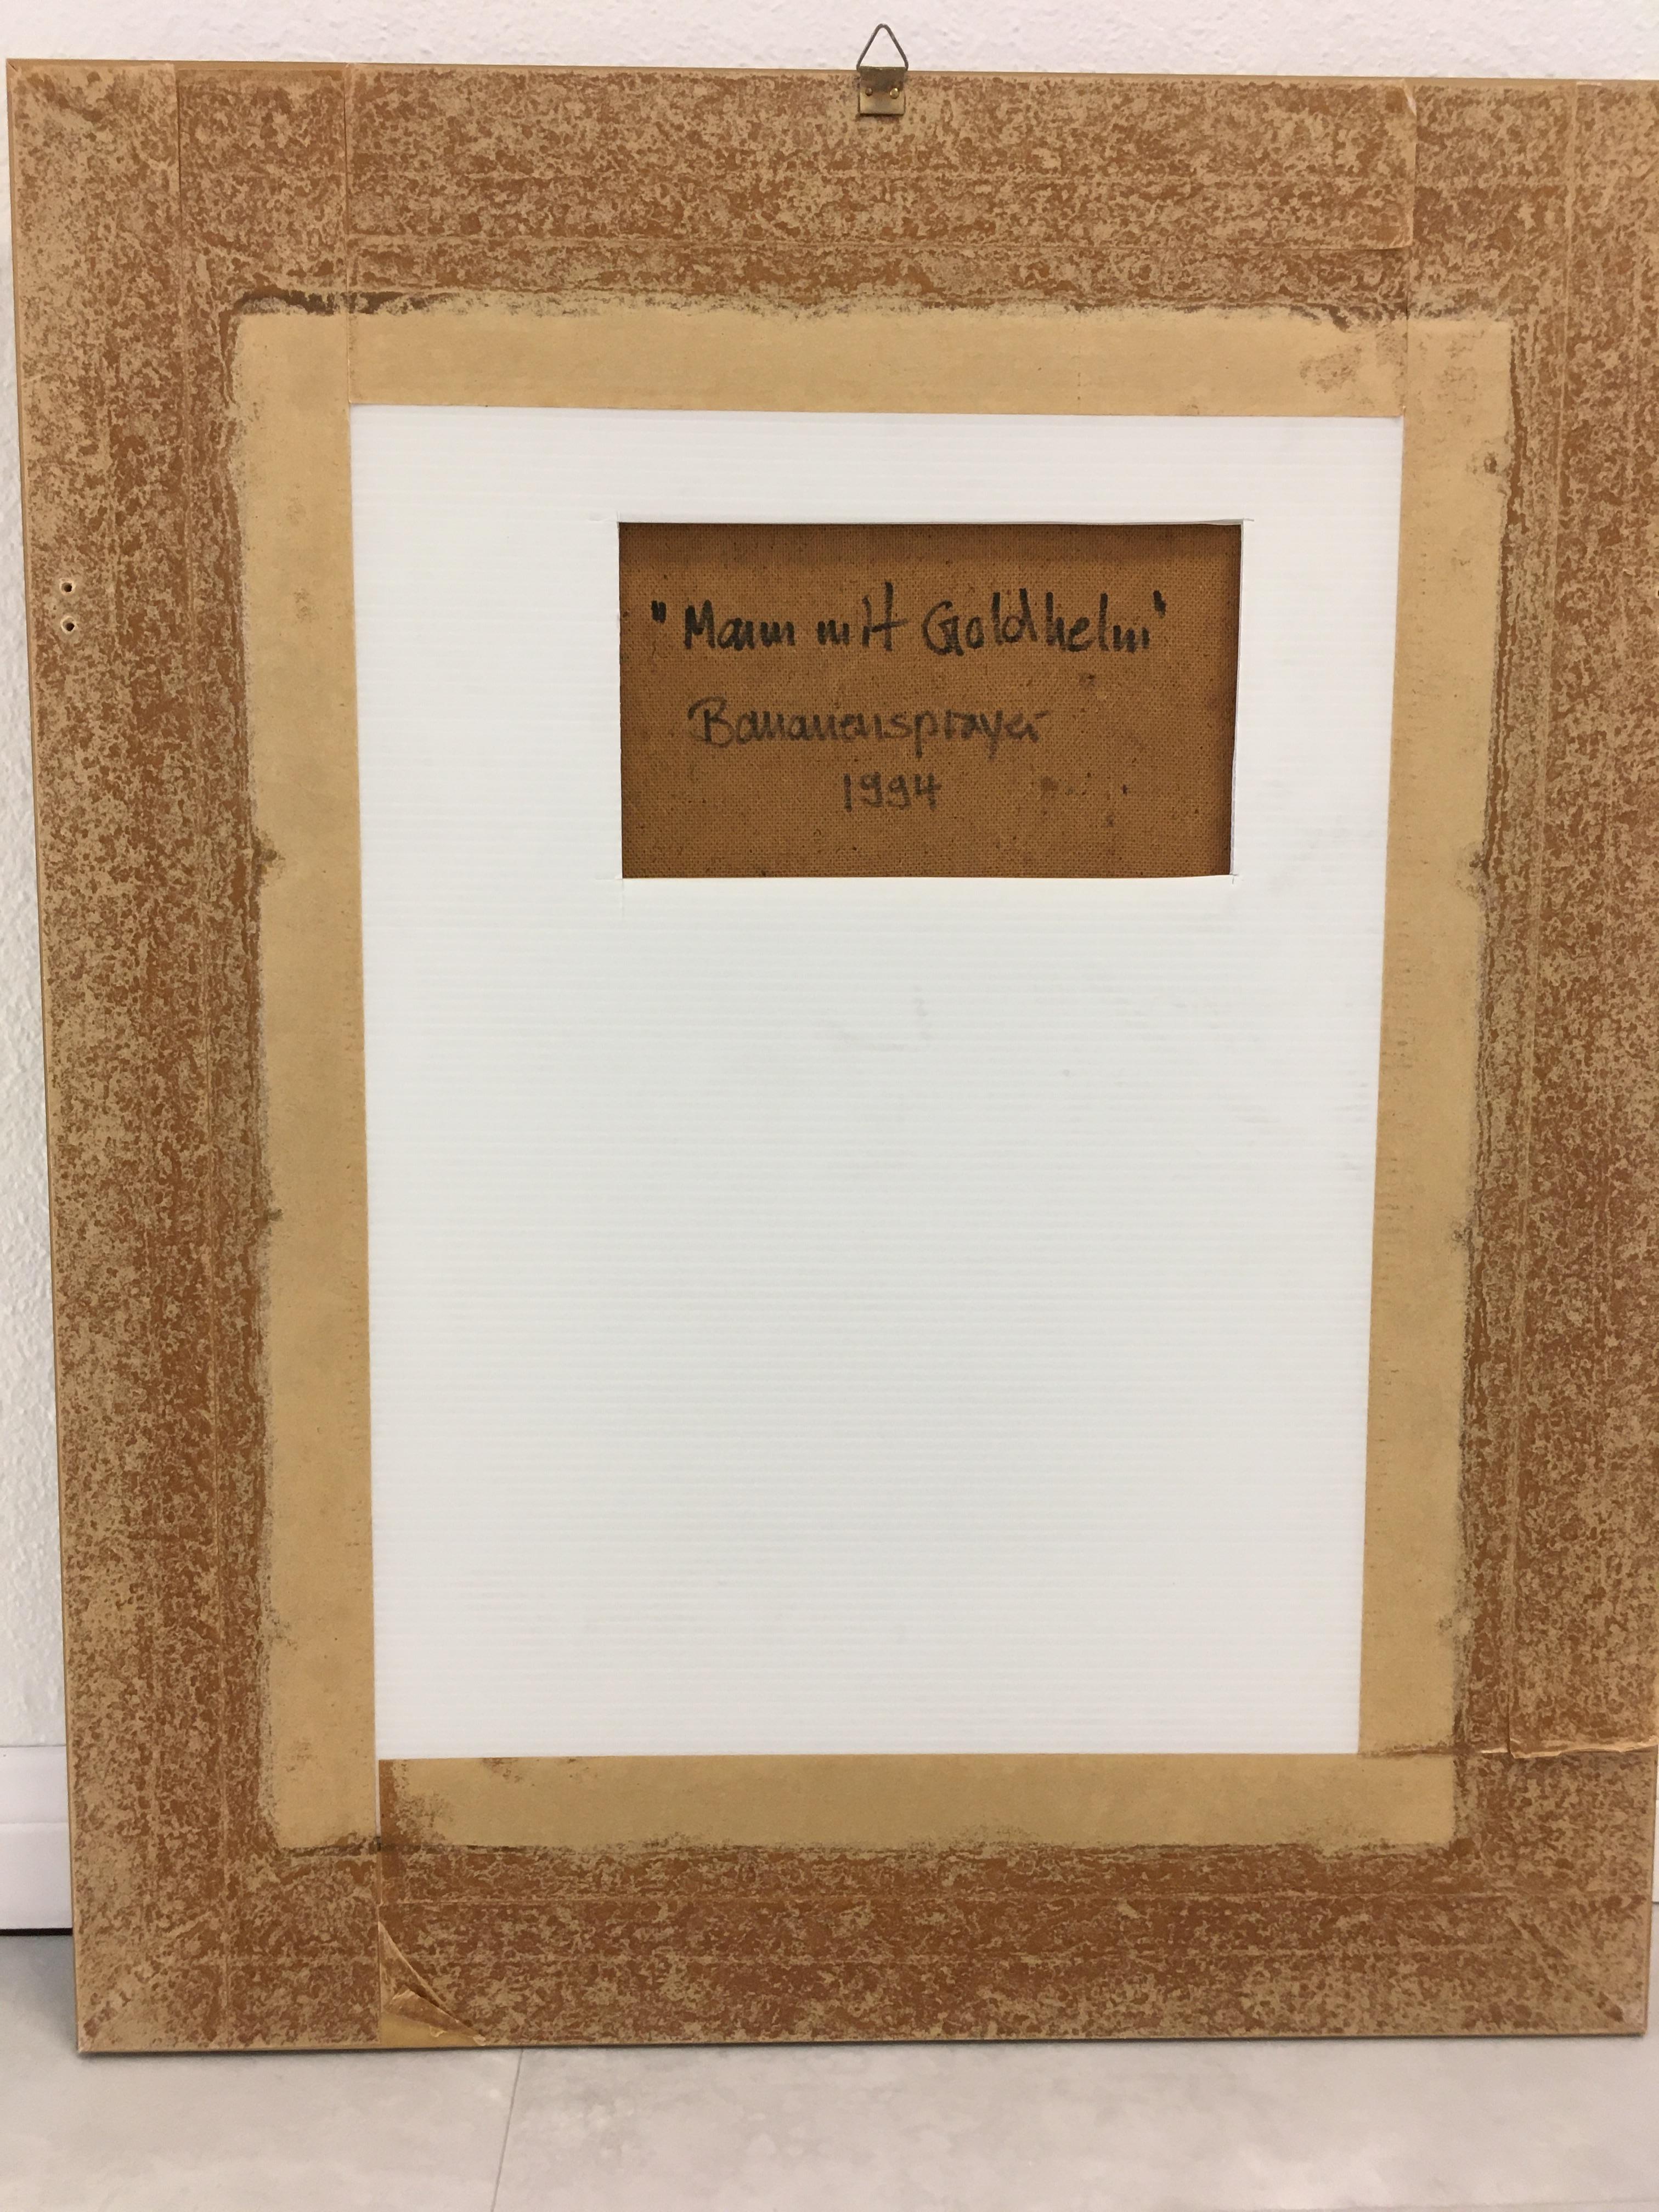 "Mann mit Goldhelm"
Bananensprayer
1994